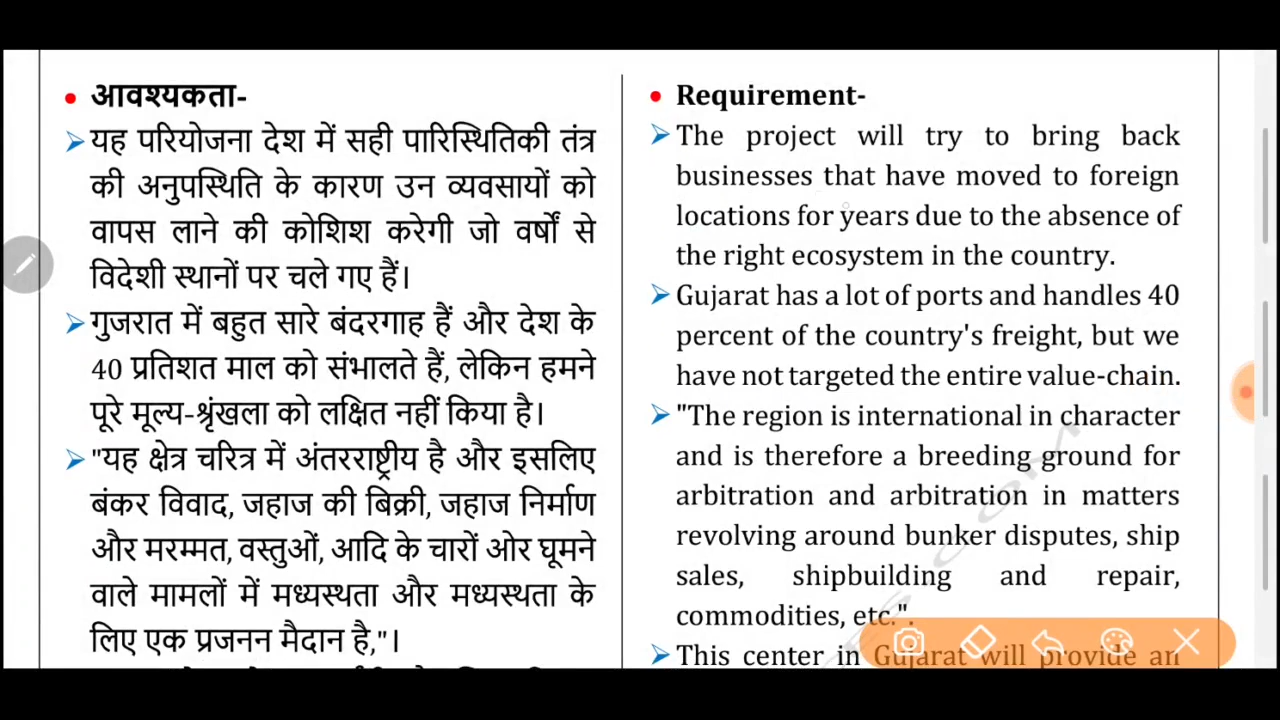 • आवश्यकता-
➢ यह परियोजना देश में सही पारिस्थितिकी तंत्र
की अनुपस्थिति के कारण उन व्यवसायों को
वापस लाने की कोशिश करेगी जो वर्षों से
विदेशी स्थानों पर चले गए हैं।
➢ गुजरात में बहुत सारे बंदरगाह हैं और देश के
40 प्रतिशत माल को संभालते हैं, लेकिन हमने
पूरे मूल्य-श्रृंखला को लक्षित नहीं किया है।
➢ "यह क्षेत्र चरित्र में अंतरराष्ट्रीय है और इसलिए
बंकर विवाद, जहाज की बिक्री, जहाज निर्माण
और मरम्मत, वस्तुओं, आदि के चारों ओर घूमने
वाले मामलों में मध्यस्थता और मध्यस्थता के
लिए एक प्रजनन मैदान है,"।
• Requirement-
➢ The project will try to bring back
businesses that have moved to foreign
locations for years due to the absence of
the right ecosystem in the country.
➢ Gujarat has a lot of ports and handles 40
percent of the country's freight, but we
have not targeted the entire value-chain.
➢ "The region is international in character
and is therefore a breeding ground for
arbitration and arbitration in matters
revolving around bunker disputes, ship
sales, shipbuilding and repair,
commodities, etc.".
➢ This center in Gujarat will provide an